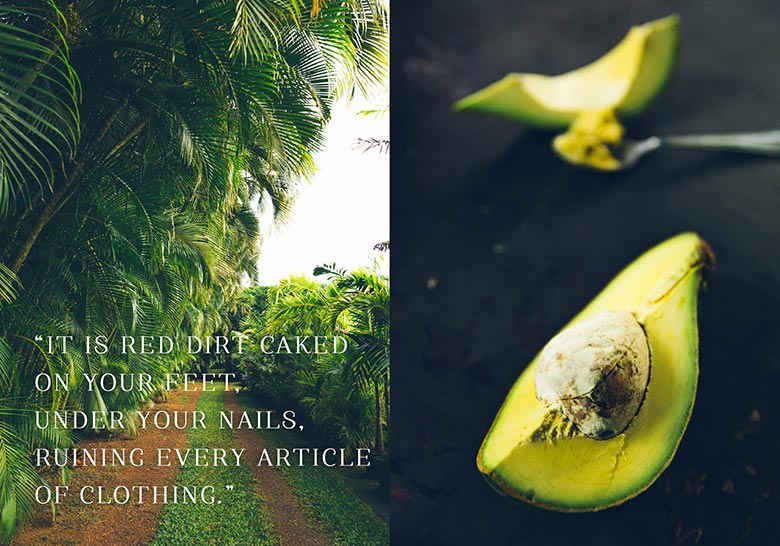 “IT IS RED DIRT CAKED
ON YOUR FEET,
UNDER YOUR NAILS,
RUINING EVERY ARTICLE
OF CLOTHING.”